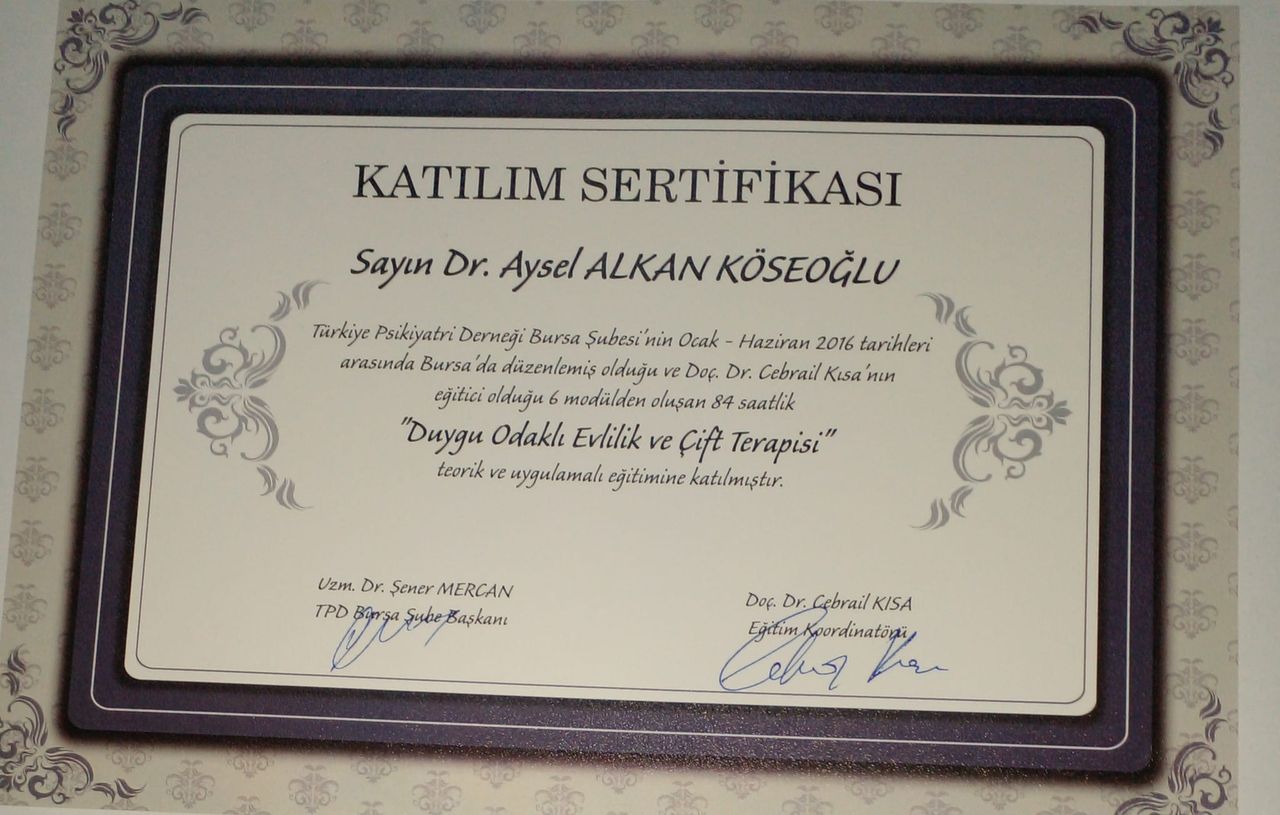 KATILIM SERTİFİKASI
Sayın Dr. Aysel ALKAN KÖSEOĞLU
Türkiye Psikiyatri Derneği Bursa Şubesi'nin Ocak - Haziran 2016 tarihleri
arasında Bursa'da düzenlemiş olduğu ve Doç. Dr. Cebrail Kısa'nın
eğitici olduğu 6 modülden oluşan 84 saatlik
"Duygu Odaklı Evlilik ve Çift Terapisi"
teorik ve uygulamalı eğitimine katılmıştır.
Uzm. Dr. Şener MERCAN
TPD Bursa Şube Başkanı
Doç. Dr. Cebrail KISA
Eğitim Koordinatörü